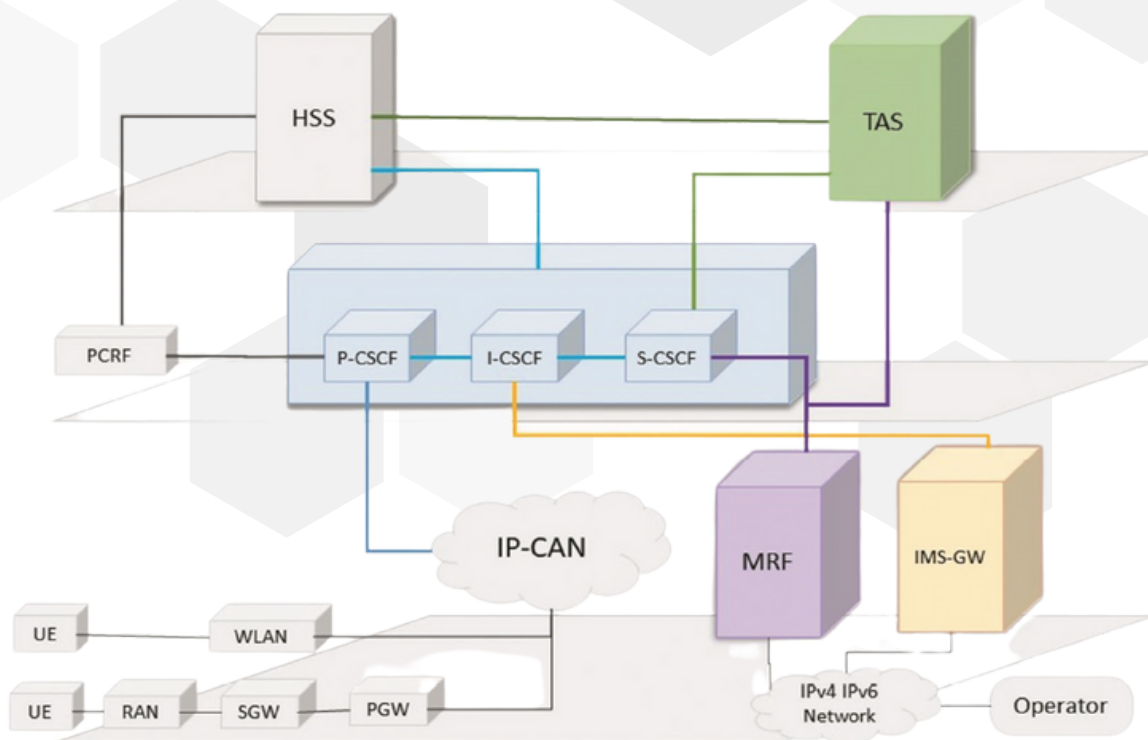 HSS
TAS
PCRF
P-CSCF
I-CSCF
S-CSCF
IP-CAN
MRF
IMS-GW
UE
WLAN
UE
RAN
SGW
PGW
IPv4 IPv6
Network
Operator